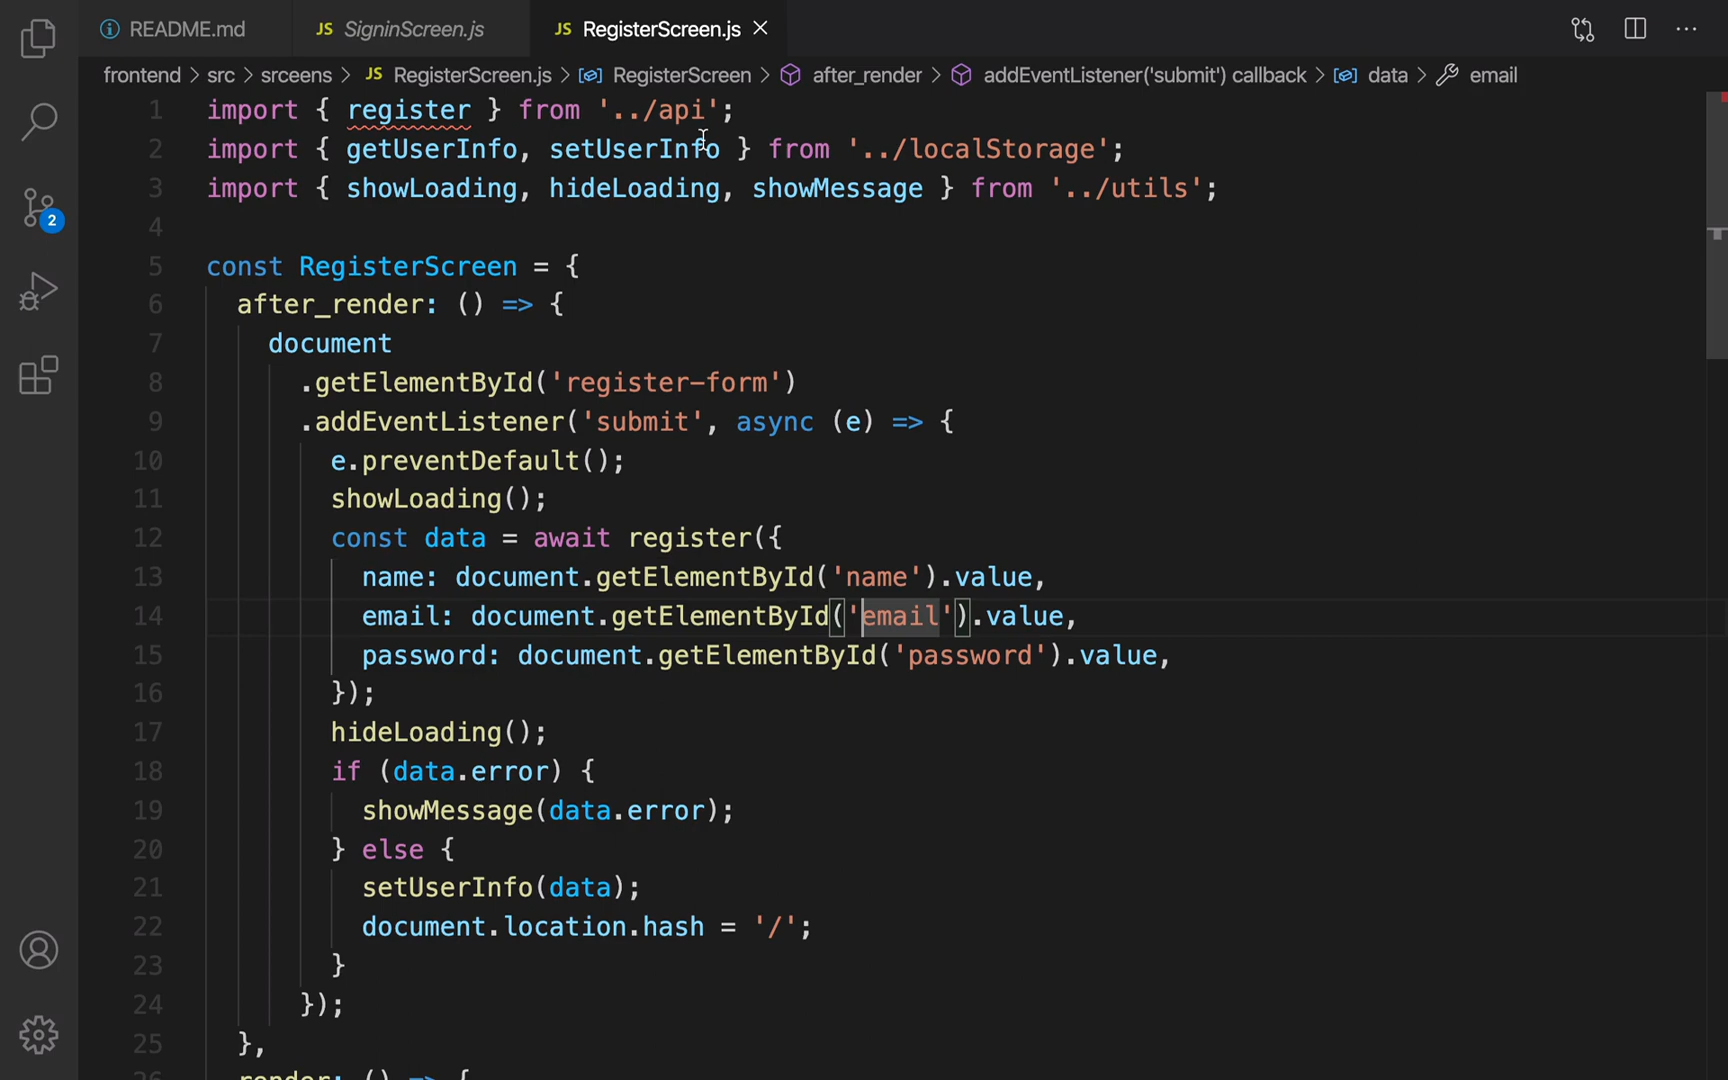 README.md JS SigninScreen.js JS RegisterScreen.js
frontend > src > srceens > JS RegisterScreen.js > RegisterScreen > after_render > addEventListener('submit') callback > data > email
2
1 import { register } from '../api';
2 import { getUserInfo, setUserInfo } from '../localStorage';
3 import { showLoading, hideLoading, showMessage } from '../utils';
4
5 const RegisterScreen = {
6 after_render: () => {
7 document
8 .getElementById('register-form')
9 .addEventListener('submit', async (e) => {
10 e.preventDefault();
11 showLoading();
12 const data = await register({
13 name: document.getElementById('name').value,
14 email: document.getElementById('email').value,
15 password: document.getElementById('password').value,
16 });
17 hideLoading();
18 if (data.error) {
19 showMessage(data.error);
20 } else {
21 setUserInfo(data);
22 document.location.hash = '/';
23 }
24 });
25 },
26 render: () => {